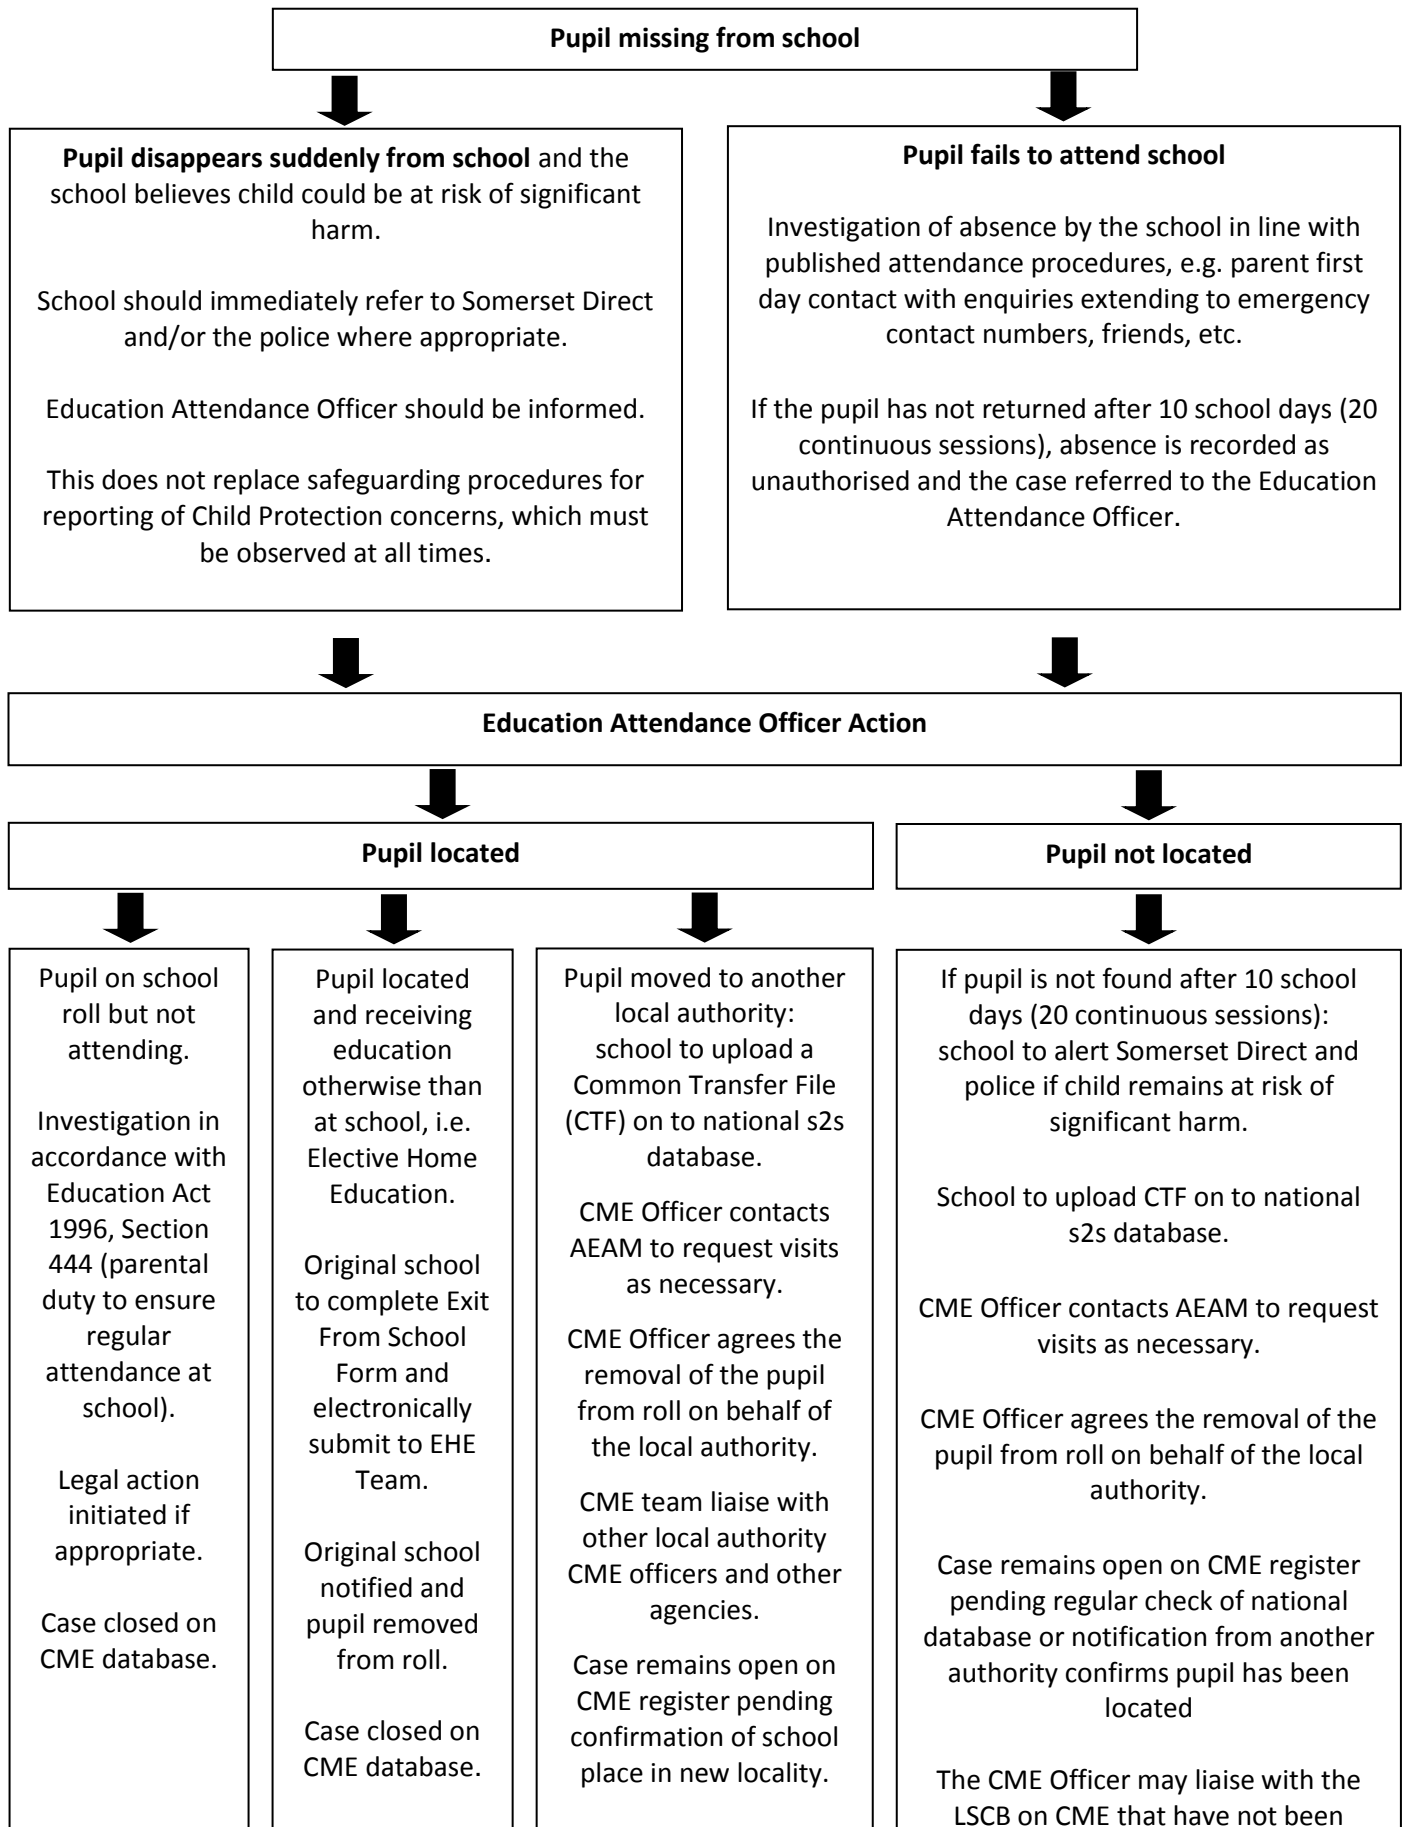 Pupil missing from school
Pupil disappears suddenly from school and the
school believes child could be at risk of significant
harm.
School should immediately refer to Somerset Direct
and/or the police where appropriate.
Education Attendance Officer should be informed.
This does not replace safeguarding procedures for
reporting of Child Protection concerns, which must
be observed at all times.
Pupil fails to attend school
Investigation of absence by the school in line with
published attendance procedures, e.g. parent first
day contact with enquiries extending to emergency
contact numbers, friends, etc.
If the pupil has not returned after 10 school days (20
continuous sessions), absence is recorded as
unauthorised and the case referred to the Education
Attendance Officer.
Education Attendance Officer Action
Pupil located
Pupil not located
Pupil on school
roll but not
attending.
Investigation in
accordance with
Education Act
1996, Section
444 (parental
duty to ensure
regular
attendance at
school).
Legal action
initiated if
appropriate.
Case closed on
CME database.
Pupil located
and receiving
education
otherwise than
at school, i.e.
Elective Home
Education.
Original school
to complete Exit
From School
Form and
electronically
submit to EHE
Team.
Original school
notified and
pupil removed
from roll.
Case closed on
CME database.
Pupil moved to another
local authority:
school to upload a
Common Transfer File
(CTF) on to national s2s
database.
CME Officer contacts
AEAM to request visits
as necessary.
CME Officer agrees the
removal of the pupil
from roll on behalf of
the local authority.
CME team liaise with
other local authority
CME officers and other
agencies.
Case remains open on
CME register pending
confirmation of school
place in new locality.
If pupil is not found after 10 school
days (20 continuous sessions):
school to alert Somerset Direct and
police if child remains at risk of
significant harm.
School to upload CTF on to national
s2s database.
CME Officer contacts AEAM to request
visits as necessary.
CME Officer agrees the removal of the
pupil from roll on behalf of the local
authority.
Case remains open on CME register
pending regular check of national
database or notification from another
authority confirms pupil has been
located
The CME Officer may liaise with the
LSCB on CME that have not been